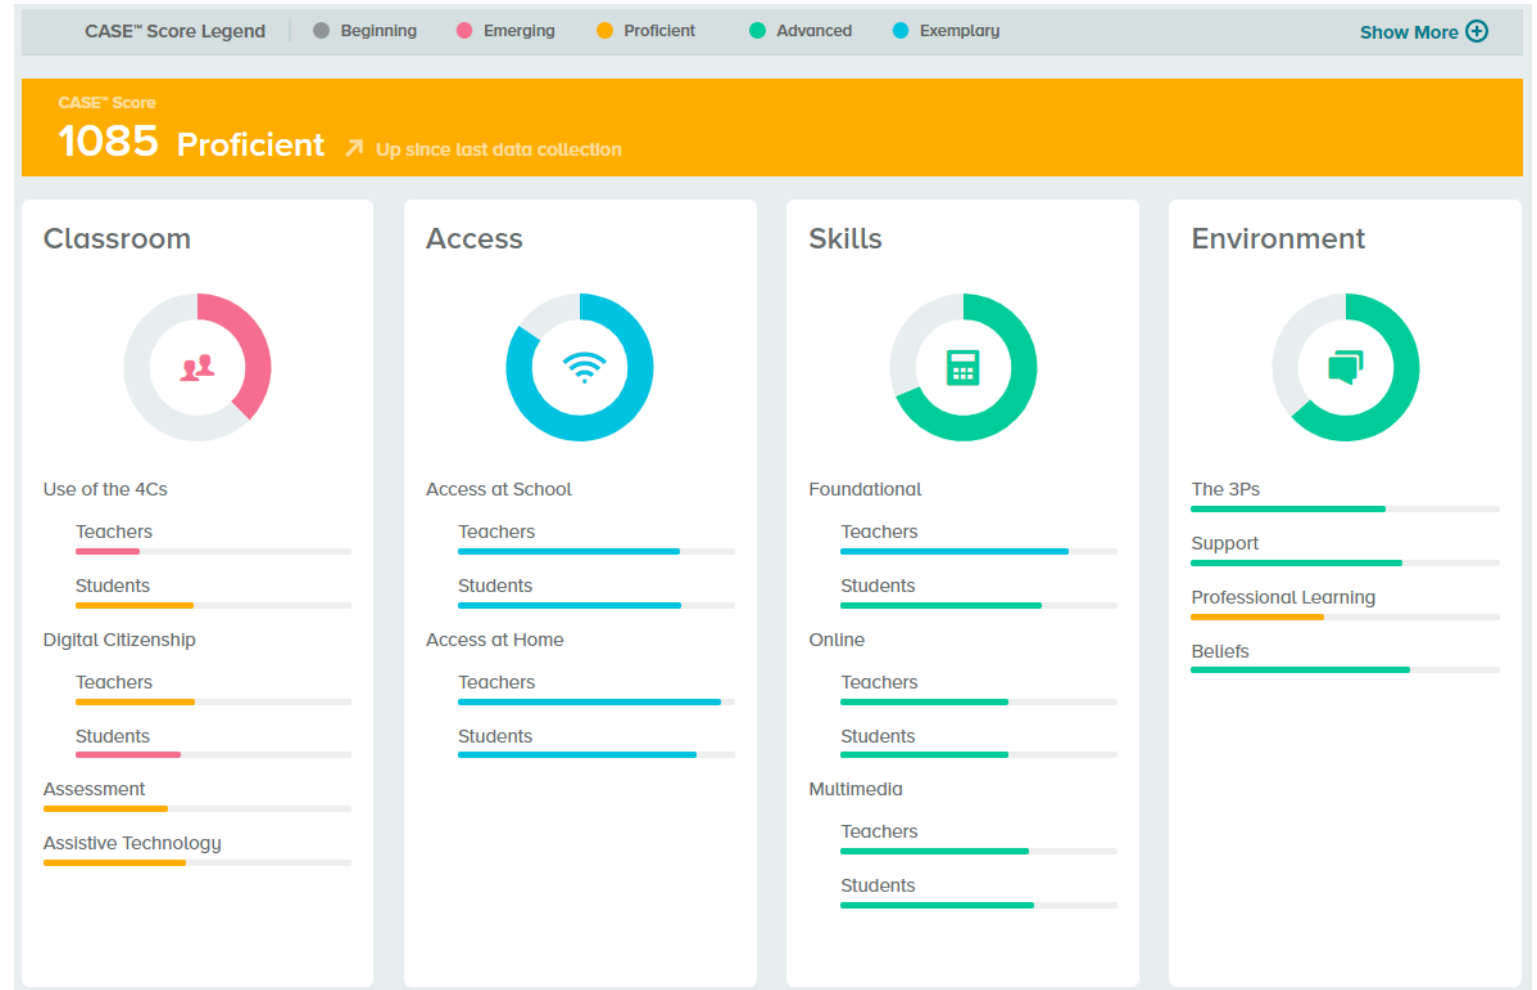 CASE™ Score Legend Beginning Emerging Proficient Advanced Exemplary Show More
CASE™ Score
1085 Proficient Up since last data collection
Classroom
Use of the 4Cs
Teachers
Students
Digital Citizenship
Teachers
Students
Assessment
Assistive Technology
Access
Access at School
Teachers
Students
Access at Home
Teachers
Students
Skills
Foundational
Teachers
Students
Online
Teachers
Students
Multimedia
Teachers
Students
Environment
The 3Ps
Support
Professional Learning
Beliefs